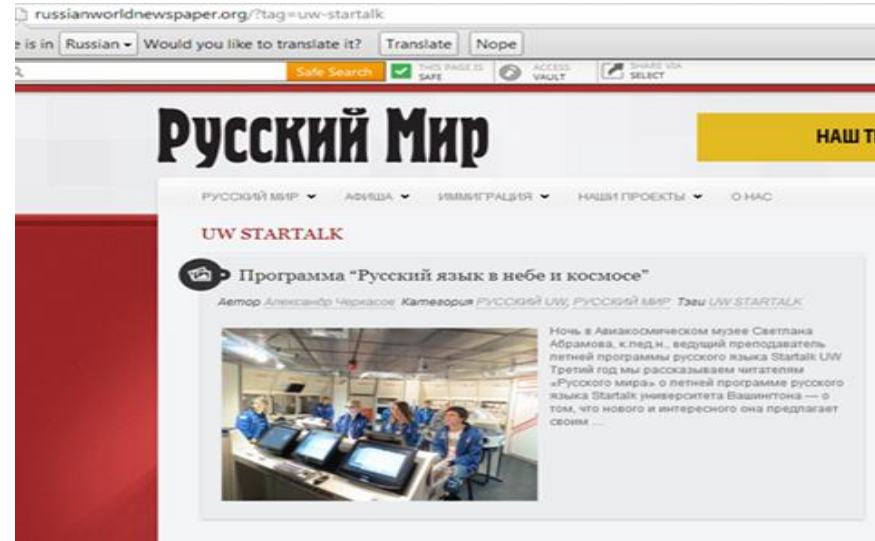 russianworldnewspaper.org/?tag=uw-startalk
e is in Russian Would you like to translate it? Translate Nope
Safe Search THIS PAGE IS SAFE ACCESS VAULT SHARE VIA SELECT
Русский Мир
НАШ Т
РУССКИЙ МИР АФИША ИММИГРАЦИЯ НАШИ ПРОЕКТЫ О НАС
UW STARTALK
Программа “Русский язык в небе и космосе”
Автор Александр Черкасов Категория РУССКИЙ UW, РУССКИЙ МИР Тэги UW STARTALK
Ночь в Авиакосмическом музее Светлана
Абрамова, к.пед.н., ведущий преподаватель
летней программы русского языка Startalk UW
Третий год мы рассказываем читателям
«Русского мира» о летней программе русского
языка Startalk университета Вашингтона — о
том, что нового и интересного она предлагает
своим ...